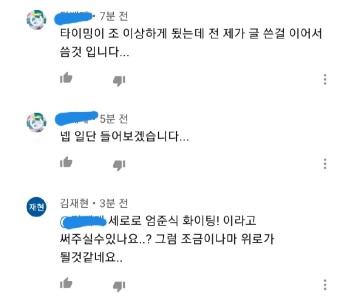 • 7분 전
타이밍이 조 이상하게 됬는데 전 제가 글 쓴걸 이어서
씀것 입니다...
• 5분 전
넵 일단 들어보겠습니다...
재현
김재현 • 3분 전
세로로 엄준식 화이팅! 이라고
써주실수있나요..? 그럼 조금이나마 위로가
될것같네요..